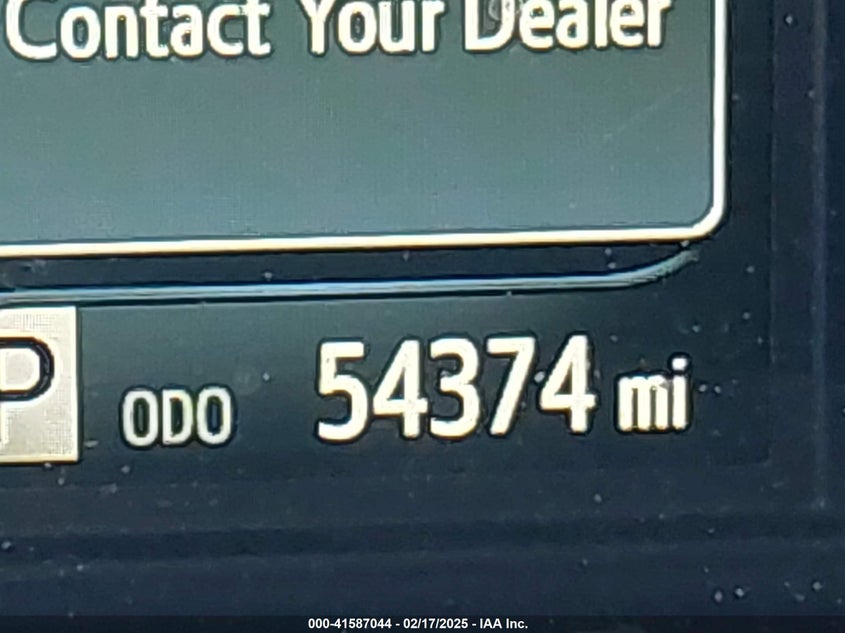 Contact Your Dealer
P
ODO 54374 mi
000-41587044 - 02/17/2025 - IAA Inc.